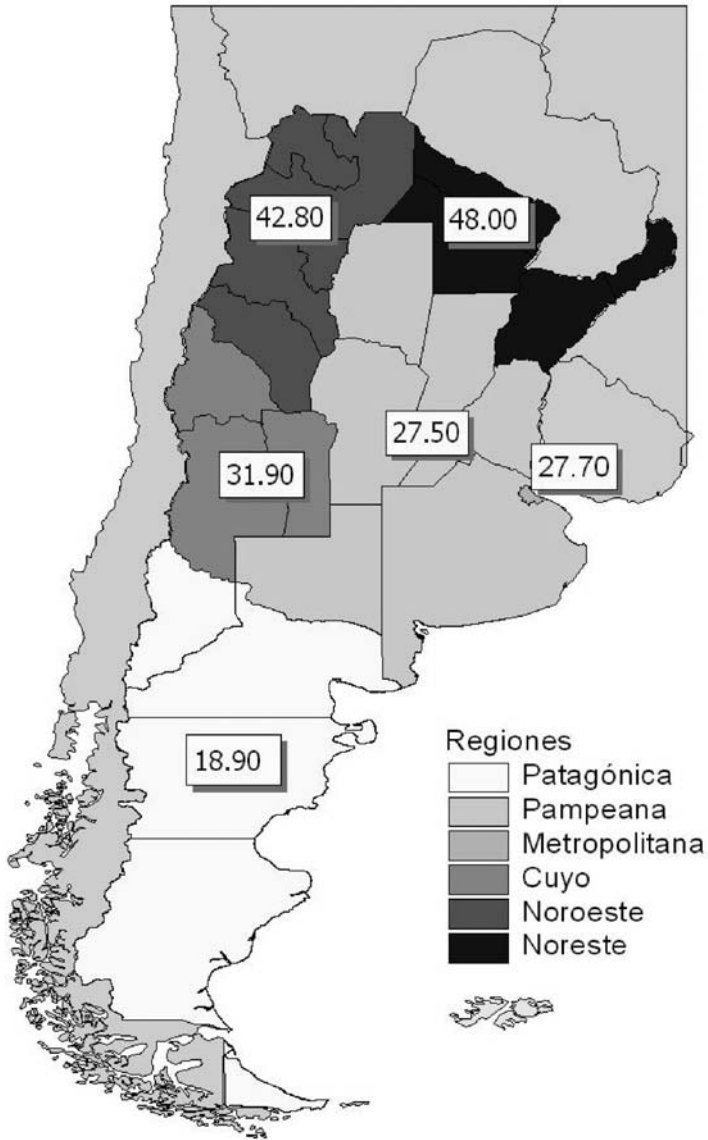 42.80
48.00
27.50
27.70
31.90
18.90
Regiones
Patagónica
Pampeana
Metropolitana
Cuyo
Noroeste
Noreste